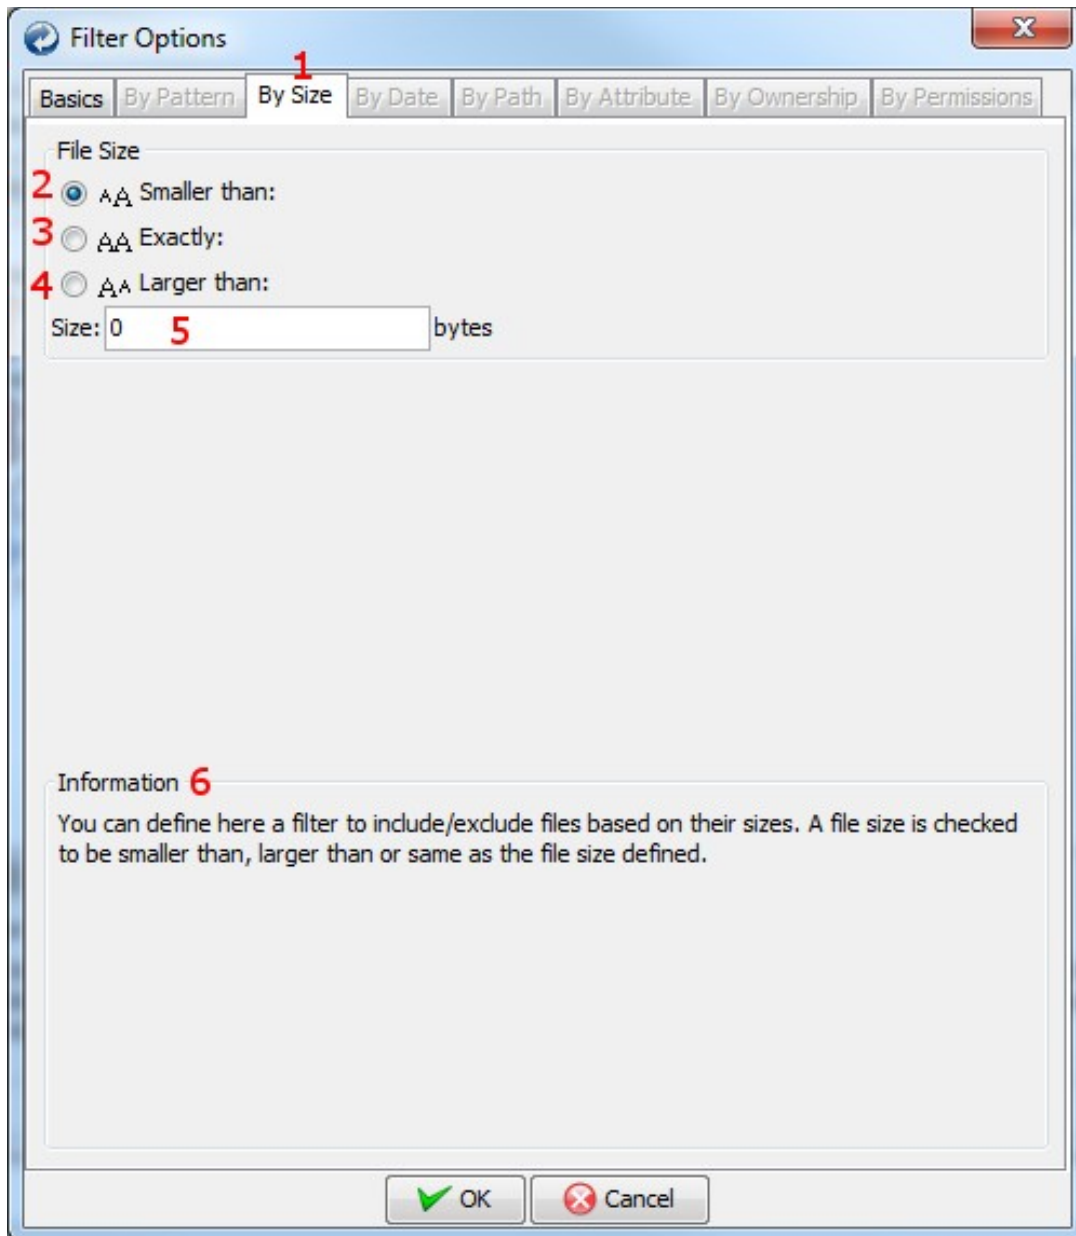 Filter Options
1
Basics By Pattern By Size By Date By Path By Attribute By Ownership By Permissions
File Size
2 AA Smaller than:
3 AA Exactly:
4 AA Larger than:
Size: 0 5 bytes
Information 6
You can define here a filter to include/exclude files based on their sizes. A file size is checked
to be smaller than, larger than or same as the file size defined.
OK Cancel